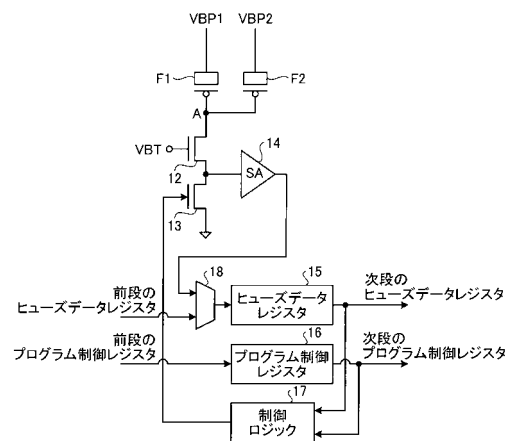 VBP1
VBP2
F1
F2
A
14
VBT
SA
12
13
18
15
前段の
ヒューズデータレジスタ
ヒューズデータ
レジスタ
次段の
ヒューズデータレジスタ
16
前段の
プログラム制御レジスタ
プログラム制御
レジスタ
次段の
プログラム制御レジスタ
17
制御
ロジック